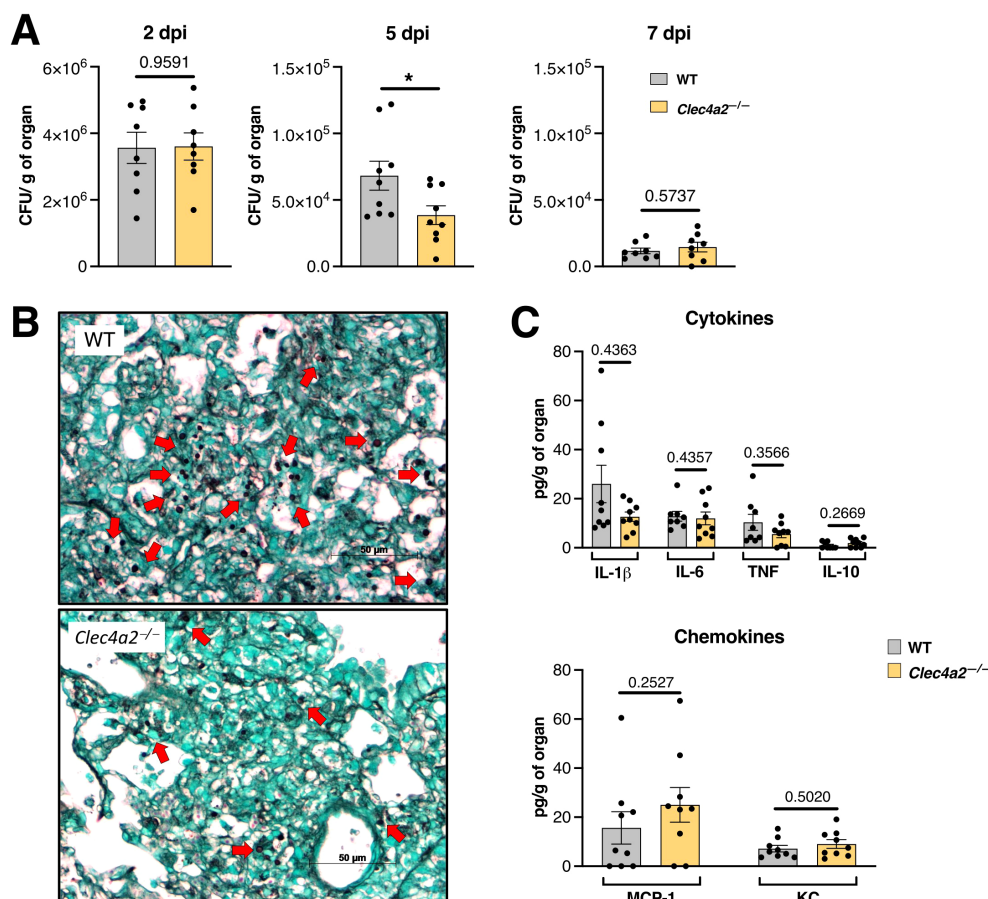 A
2 dpi
5 dpi
7 dpi
CFU/ g of organ
6×10⁶
4×10⁶
2×10⁶
0
0.9591
CFU/ g of organ
1.5×10⁵
1.0×10⁵
5.0×10⁴
0.0
*
CFU/ g of organ
1.5×10⁵
1.0×10⁵
5.0×10⁴
0.0
0.5737
WT
Clec4a2−/−
B
WT
50 µm
Clec4a2−/−
50 µm
C
Cytokines
pg/g of organ
80
60
40
20
0
0.4363
0.4357
0.3566
0.2669
IL-1β
IL-6
TNF
IL-10
Chemokines
pg/g of organ
80
60
40
20
0
0.2527
0.5020
WT
Clec4a2−/−
MCP-1
KC